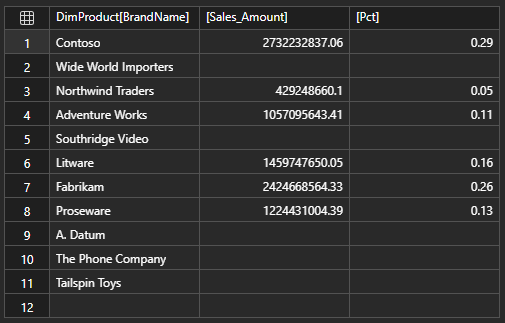 DimProduct[BrandName] [Sales_Amount] [Pct]
1 Contoso 2732232837.06 0.29
2 Wide World Importers
3 Northwind Traders 429248660.1 0.05
4 Adventure Works 1057095643.41 0.11
5 Southridge Video
6 Litware 1459747650.05 0.16
7 Fabrikam 2424668564.33 0.26
8 Proseware 1224431004.39 0.13
9 A. Datum
10 The Phone Company
11 Tailspin Toys
12